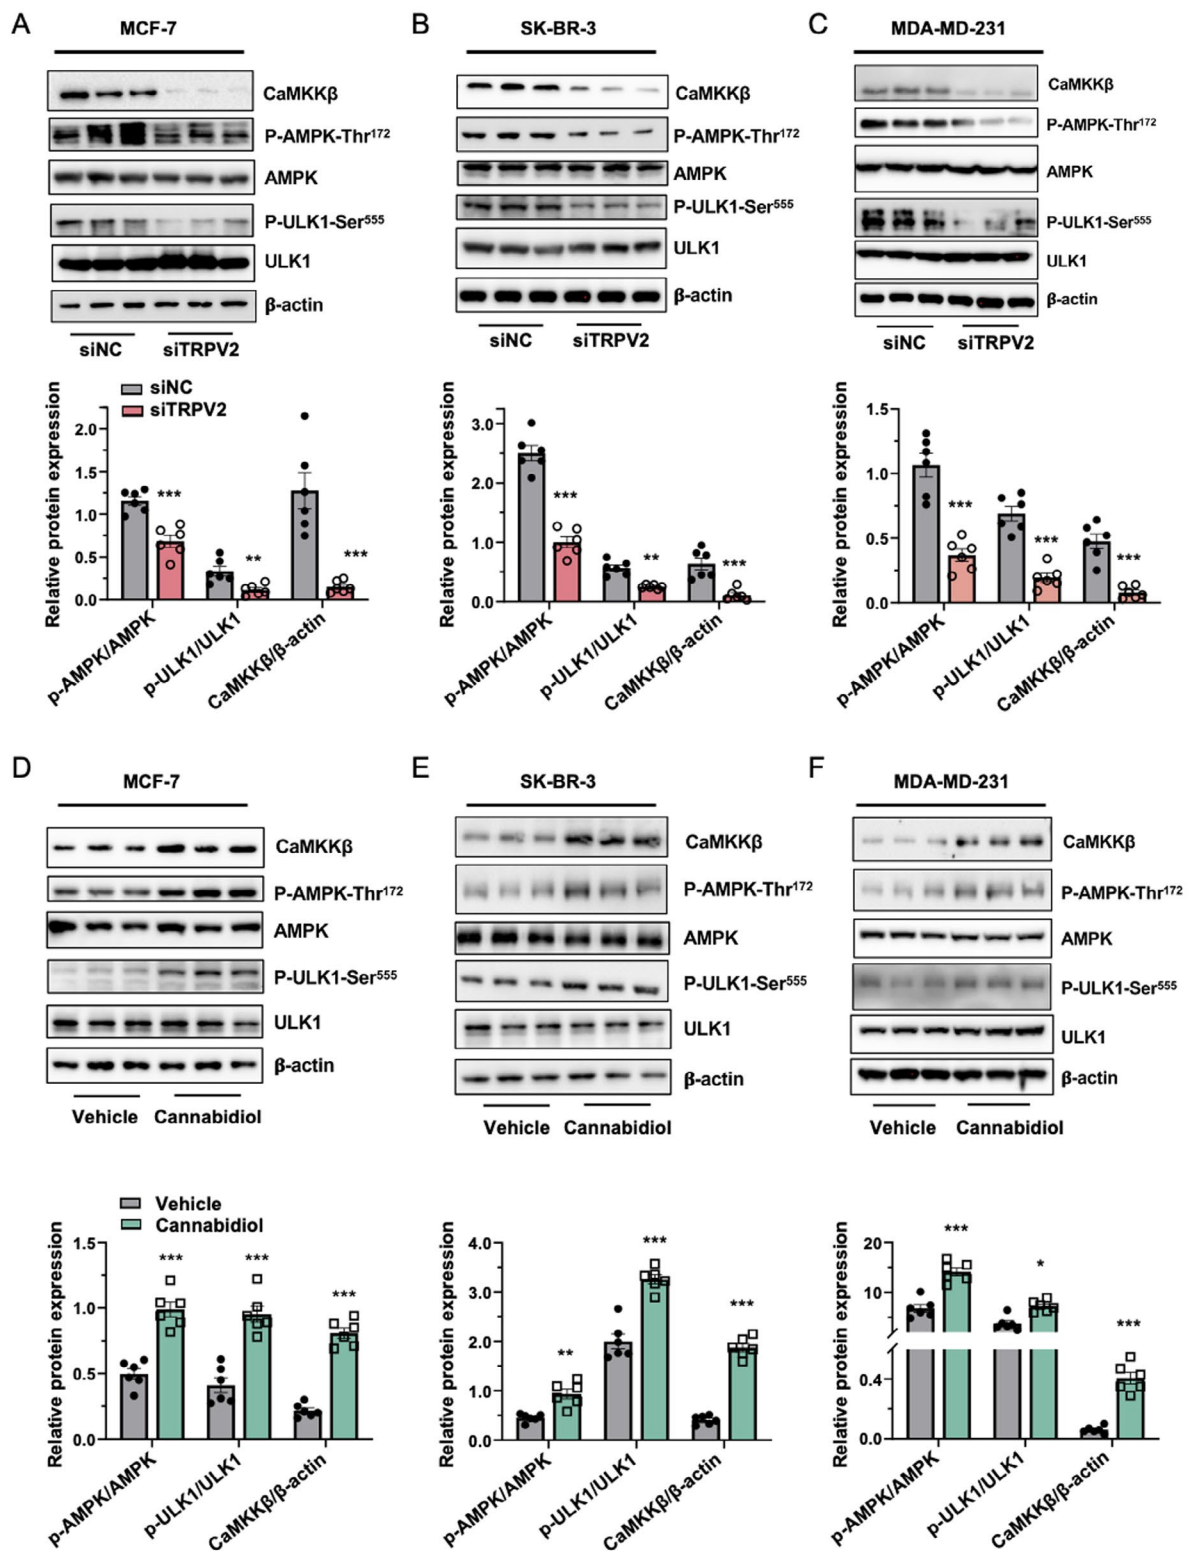 A
MCF-7
CaMKKβ
P-AMPK-Thr¹⁷²
AMPK
P-ULK1-Ser⁵⁵⁵
ULK1
β-actin
siNC siTRPV2
siNC
siTRPV2
Relative protein expression
2.0
1.5
1.0
0.5
0.0
***
**
***
p-AMPK/AMPK
p-ULK1/ULK1
CaMKKβ/β-actin
B
SK-BR-3
CaMKKβ
P-AMPK-Thr¹⁷²
AMPK
P-ULK1-Ser⁵⁵⁵
ULK1
β-actin
siNC siTRPV2
Relative protein expression
3.0
2.0
1.0
0.0
***
**
***
p-AMPK/AMPK
p-ULK1/ULK1
CaMKKβ/β-actin
C
MDA-MD-231
CaMKKβ
P-AMPK-Thr¹⁷²
AMPK
P-ULK1-Ser⁵⁵⁵
ULK1
β-actin
siNC siTRPV2
Relative protein expression
1.5
1.0
0.5
0.0
***
***
***
p-AMPK/AMPK
p-ULK1/ULK1
CaMKKβ/β-actin
D
MCF-7
CaMKKβ
P-AMPK-Thr¹⁷²
AMPK
P-ULK1-Ser⁵⁵⁵
ULK1
β-actin
Vehicle Cannabidiol
Vehicle
Cannabidiol
Relative protein expression
1.5
1.0
0.5
0.0
***
***
***
p-AMPK/AMPK
p-ULK1/ULK1
CaMKKβ/β-actin
E
SK-BR-3
CaMKKβ
P-AMPK-Thr¹⁷²
AMPK
P-ULK1-Ser⁵⁵⁵
ULK1
β-actin
Vehicle Cannabidiol
Relative protein expression
4.0
3.0
2.0
1.0
0.0
**
***
***
p-AMPK/AMPK
p-ULK1/ULK1
CaMKKβ/β-actin
F
MDA-MD-231
CaMKKβ
P-AMPK-Thr¹⁷²
AMPK
P-ULK1-Ser⁵⁵⁵
ULK1
β-actin
Vehicle Cannabidiol
Relative protein expression
20
10
0.4
0.0
***
*
***
p-AMPK/AMPK
p-ULK1/ULK1
CaMKKβ/β-actin